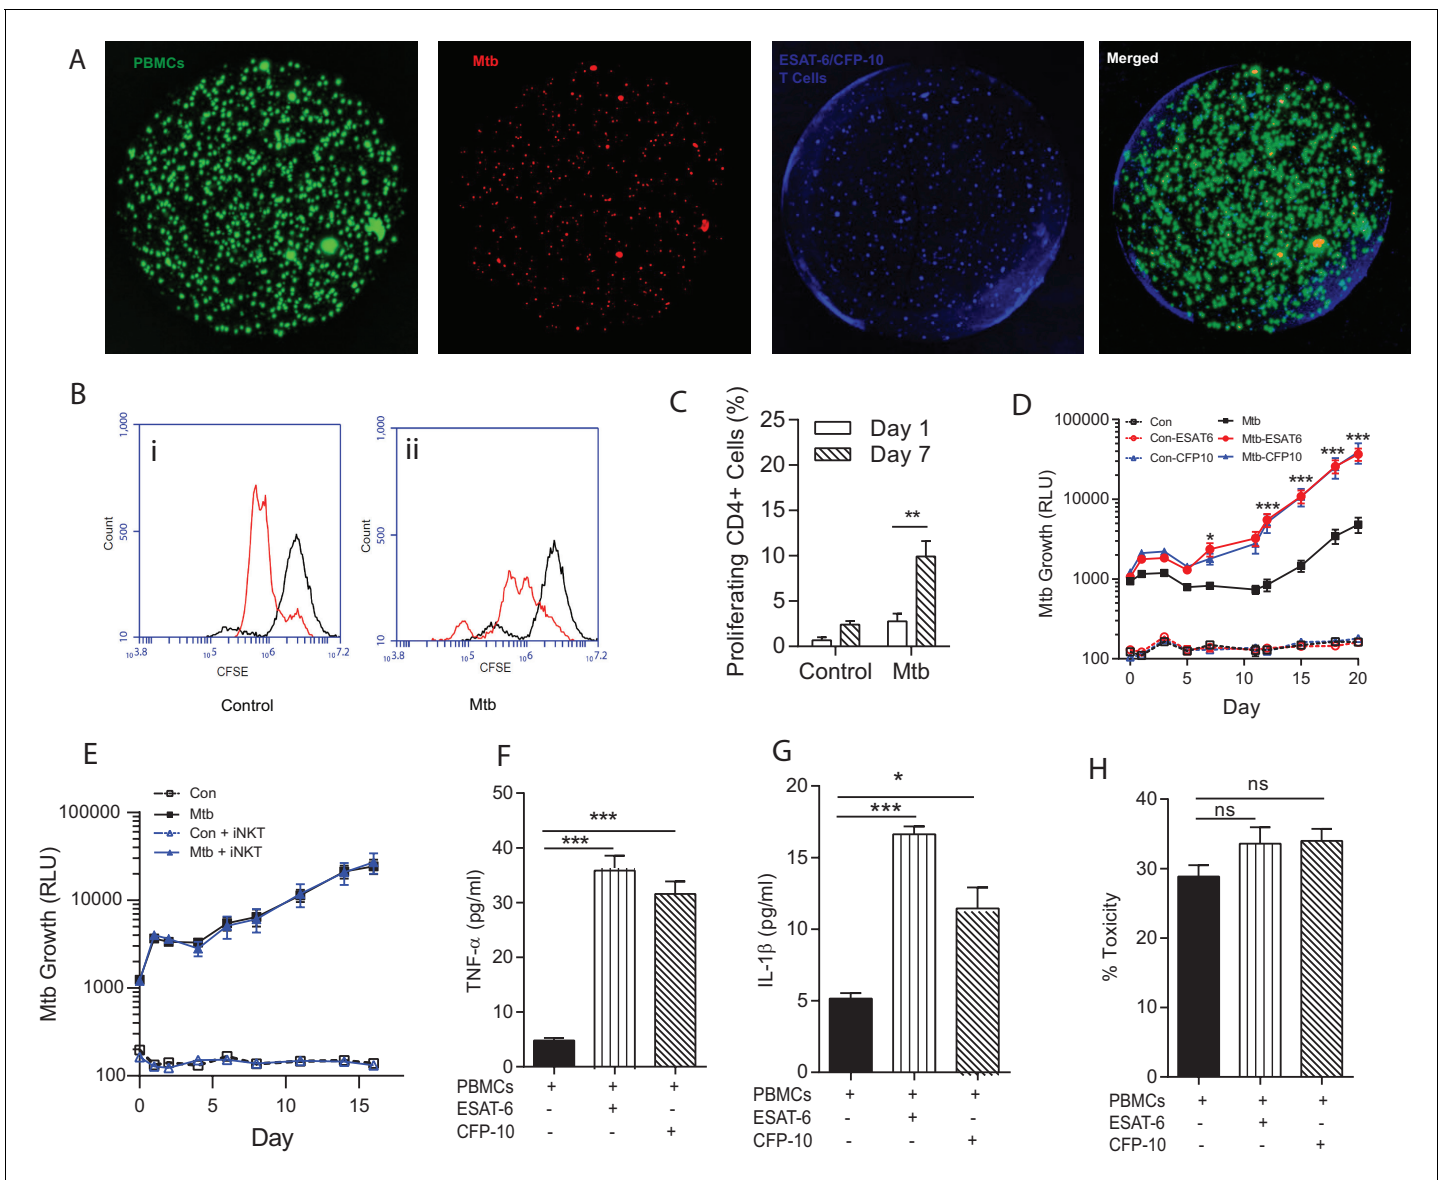 A
PBMCs
Mtb
ESAT-6/CFP-10
T Cells
Merged
B
i
1,000
500
10
Count
10^3.8 10^5 10^6 10^7.2
CFSE
Control
ii
1,000
500
10
Count
10^3.8 10^5 10^6 10^7.2
CFSE
Mtb
C
Proliferating CD4+ Cells (%)
25
20
15
10
5
0
Day 1
Day 7
**
Control Mtb
D
Mtb Growth (RLU)
100000
10000
1000
100
Con Mtb
Con-ESAT6 Mtb-ESAT6
Con-CFP10 Mtb-CFP10
* *** *** *** ***
0 5 10 15 20
Day
E
Con
Mtb
Con + iNKT
Mtb + iNKT
Mtb Growth (RLU)
100000
10000
1000
100
0 5 10 15
Day
F
TNF-α (pg/ml)
50
40
30
20
10
0
***
***
PBMCs + + +
ESAT-6 - + -
CFP-10 - - +
G
IL-1β (pg/ml)
20
15
10
5
0
*
***
PBMCs + + +
ESAT-6 - + -
CFP-10 - - +
H
% Toxicity
40
30
20
10
0
ns
ns
PBMCs + + +
ESAT-6 - + -
CFP-10 - - +